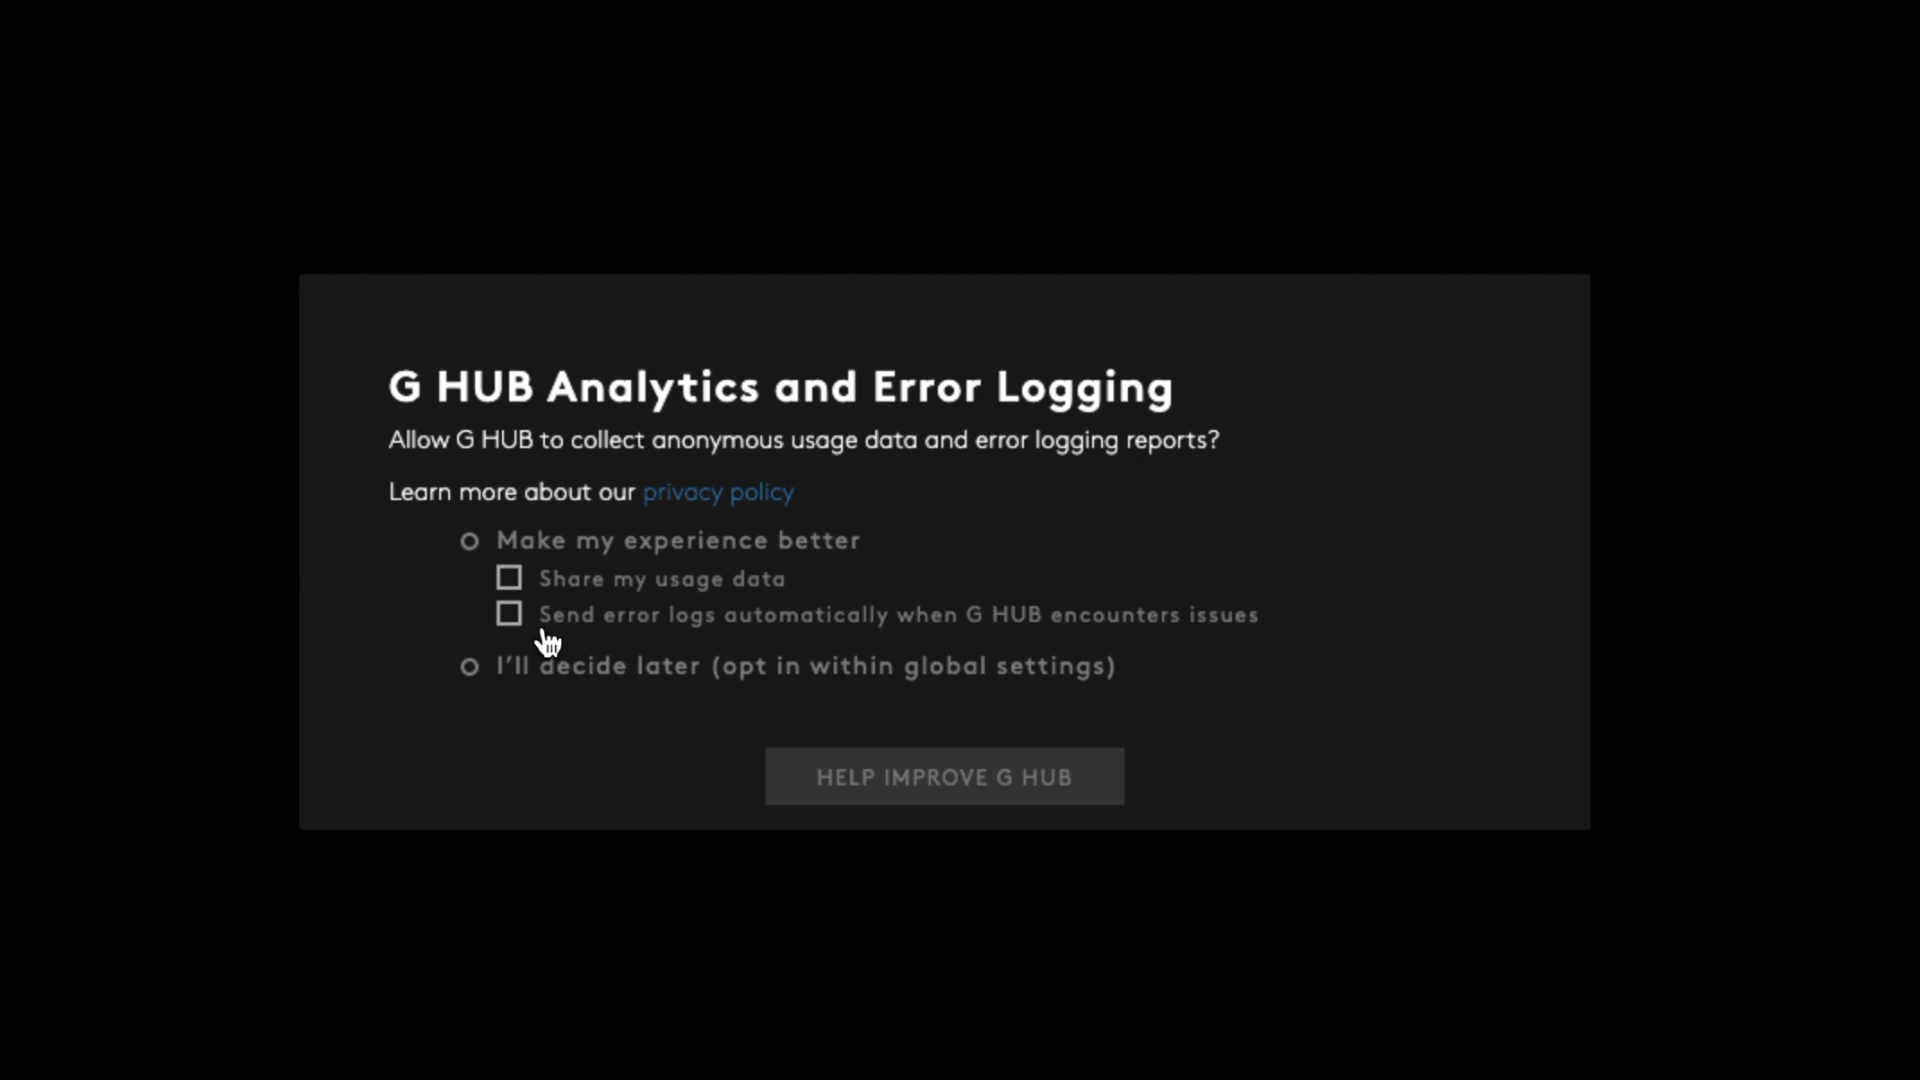 G HUB Analytics and Error Logging
Allow G HUB to collect anonymous usage data and error logging reports?
Learn more about our privacy policy
Make my experience better
Share my usage data
Send error logs automatically when G HUB encounters issues
I'll decide later (opt in within global settings)
HELP IMPROVE G HUB